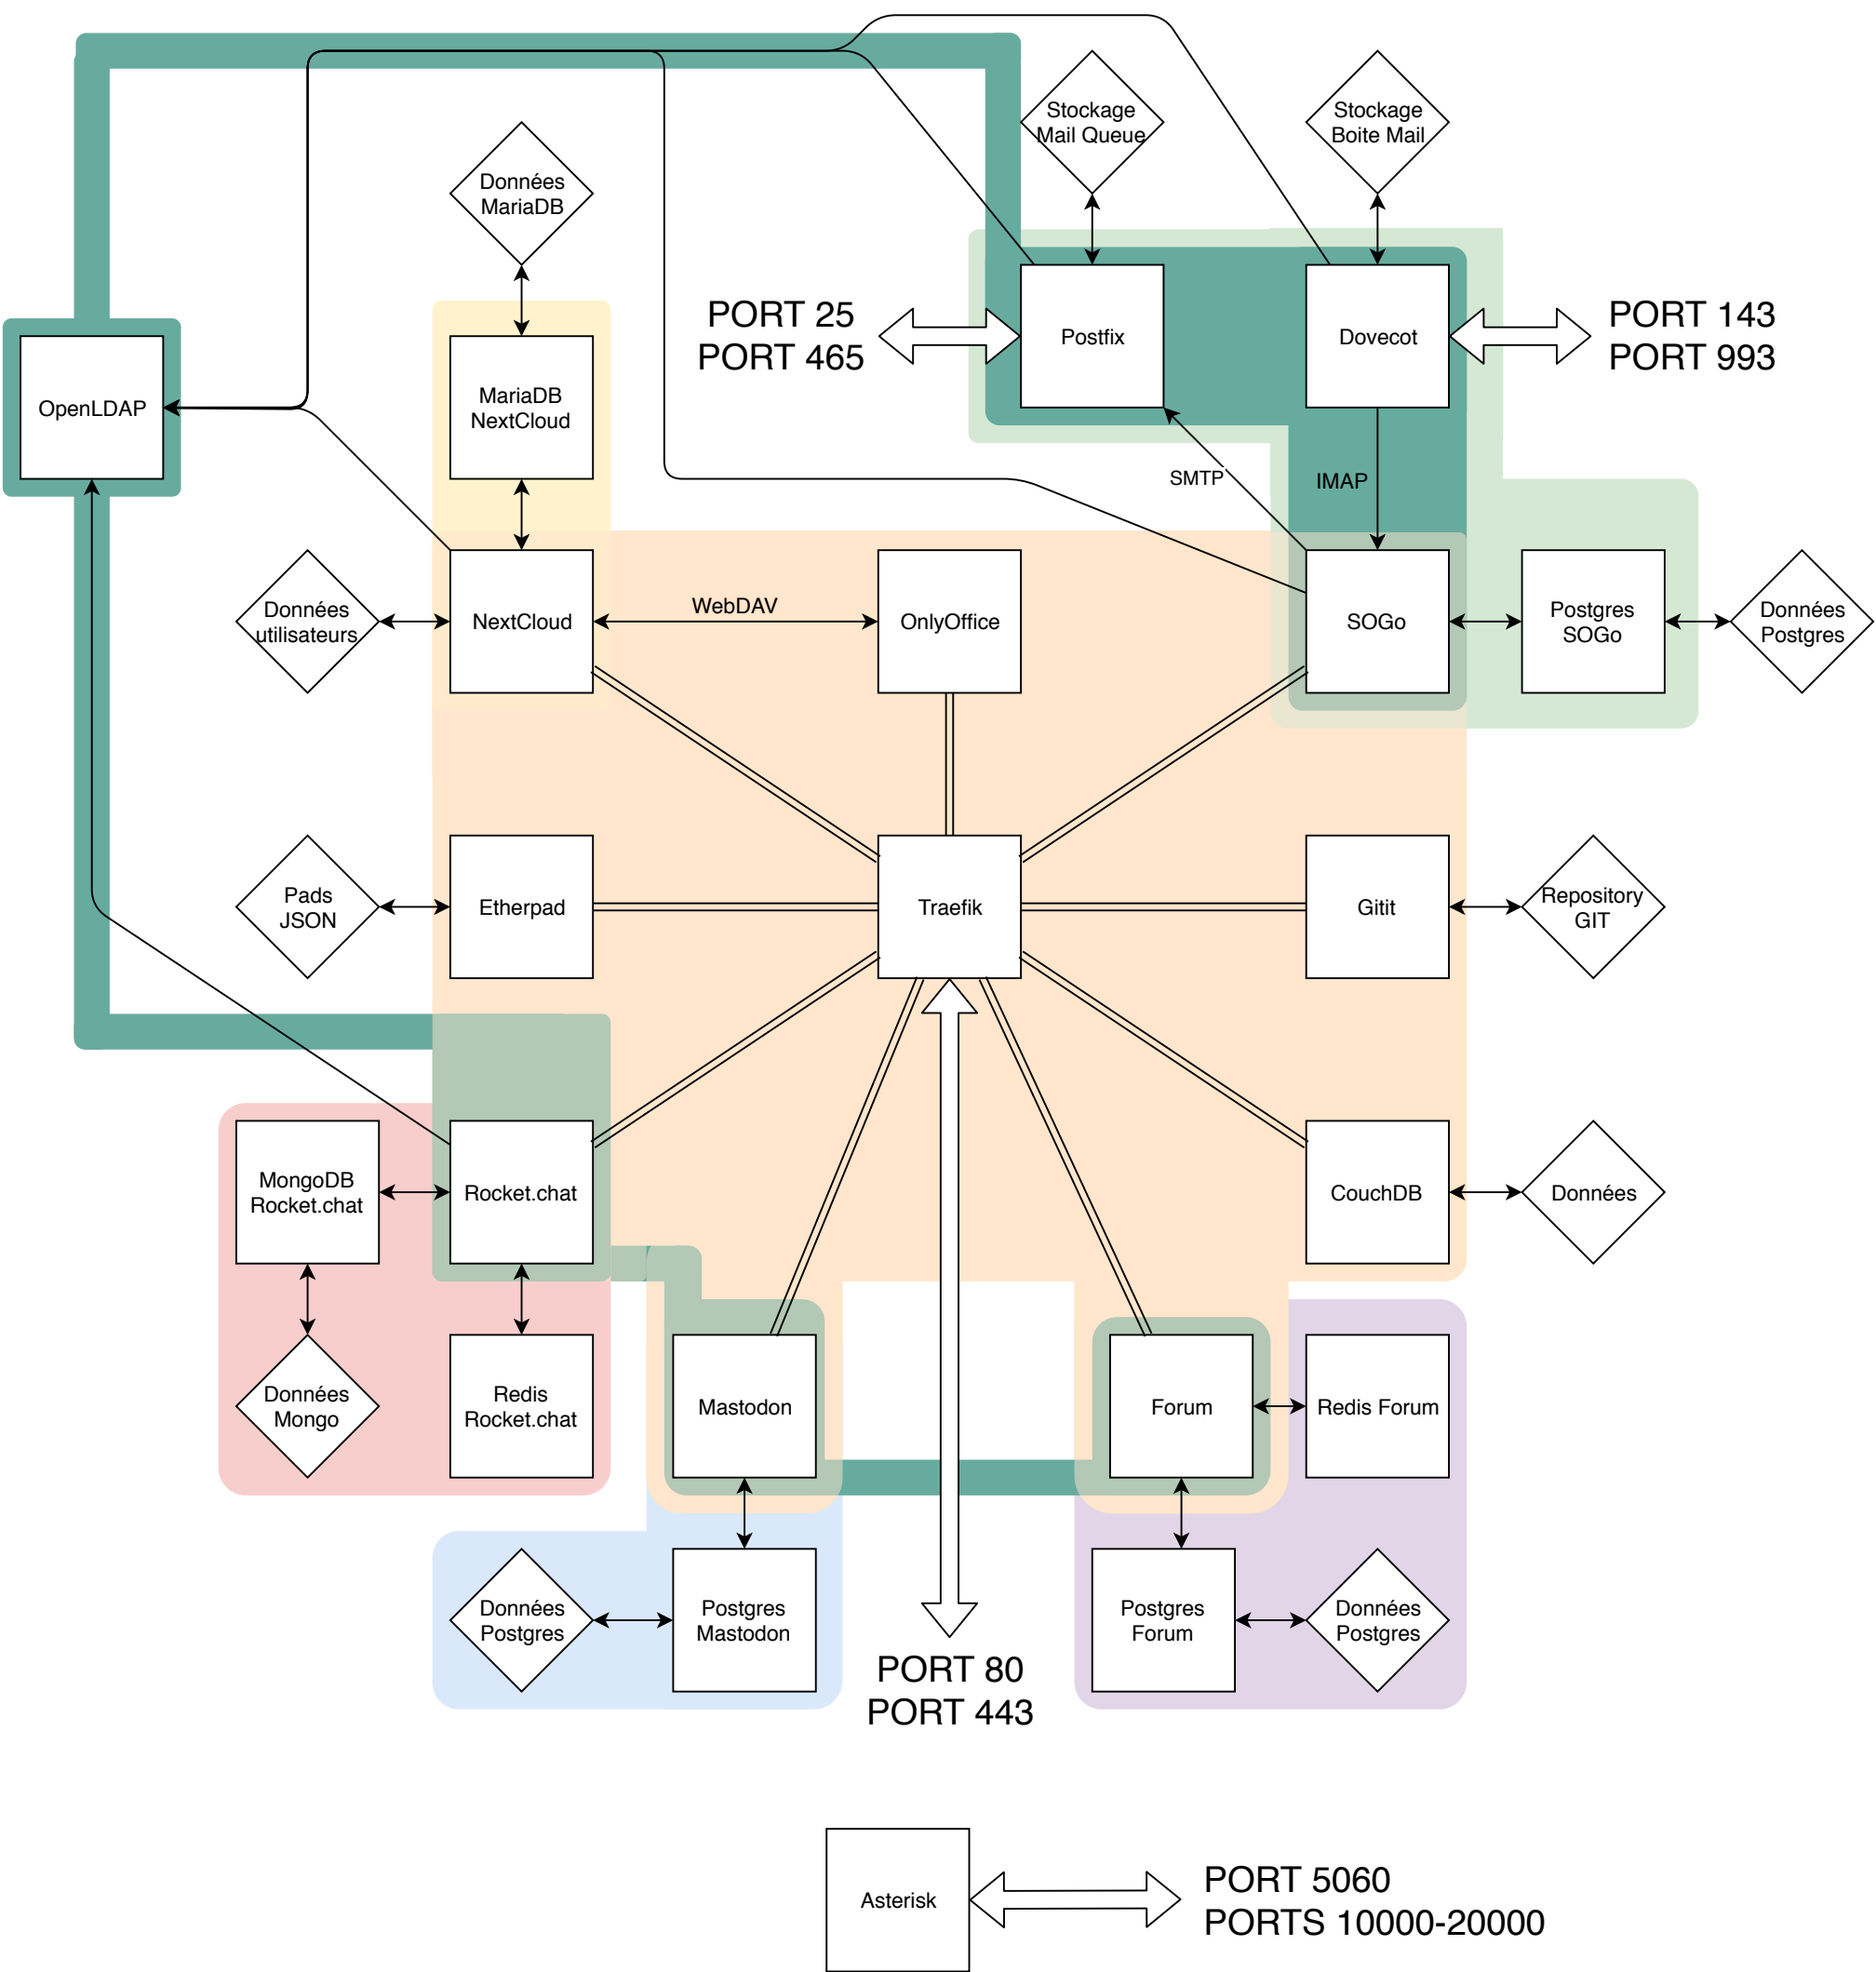 Stockage
Mail Queue
Stockage
Boite Mail
Données
MariaDB
PORT 25
PORT 465
Postfix
Dovecot
PORT 143
PORT 993
OpenLDAP
MariaDB
NextCloud
SMTP
IMAP
Données
utilisateurs
NextCloud
WebDAV
OnlyOffice
SOGo
Postgres
SOGo
Données
Postgres
Pads
JSON
Etherpad
Traefik
Gitit
Repository
GIT
MongoDB
Rocket.chat
Rocket.chat
CouchDB
Données
Données
Mongo
Redis
Rocket.chat
Mastodon
Forum
Redis Forum
Données
Postgres
Postgres
Mastodon
Postgres
Forum
Données
Postgres
PORT 80
PORT 443
Asterisk
PORT 5060
PORTS 10000-20000